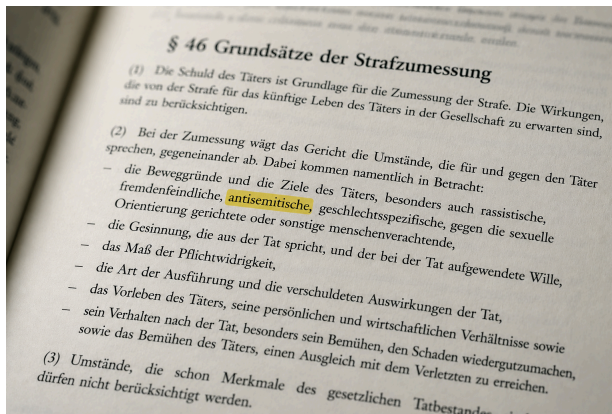 § 46 Grundsätze der Strafzumessung
(1) Die Schuld des Täters ist Grundlage für die Zumessung der Strafe. Die Wirkungen,
die von der Strafe für das künftige Leben des Täters in der Gesellschaft zu erwarten sind,
sind zu berücksichtigen.
(2) Bei der Zumessung wägt das Gericht die Umstände, die für und gegen den Täter
sprechen, gegeneinander ab. Dabei kommen namentlich in Betracht:
– die Beweggründe und die Ziele des Täters, besonders auch rassistische,
fremdenfeindliche, antisemitische, geschlechtsspezifische, gegen die sexuelle
Orientierung gerichtete oder sonstige menschenverachtende,
– die Gesinnung, die aus der Tat spricht, und der bei der Tat aufgewendete Wille,
– das Maß der Pflichtwidrigkeit,
– die Art der Ausführung und die verschuldeten Auswirkungen der Tat,
– das Vorleben des Täters, seine persönlichen und wirtschaftlichen Verhältnisse sowie
– sein Verhalten nach der Tat, besonders sein Bemühen, den Schaden wiedergutzumachen,
sowie das Bemühen des Täters, einen Ausgleich mit dem Verletzten zu erreichen.
(3) Umstände, die schon Merkmale des gesetzlichen Tatbestandes
dürfen nicht berücksichtigt werden.